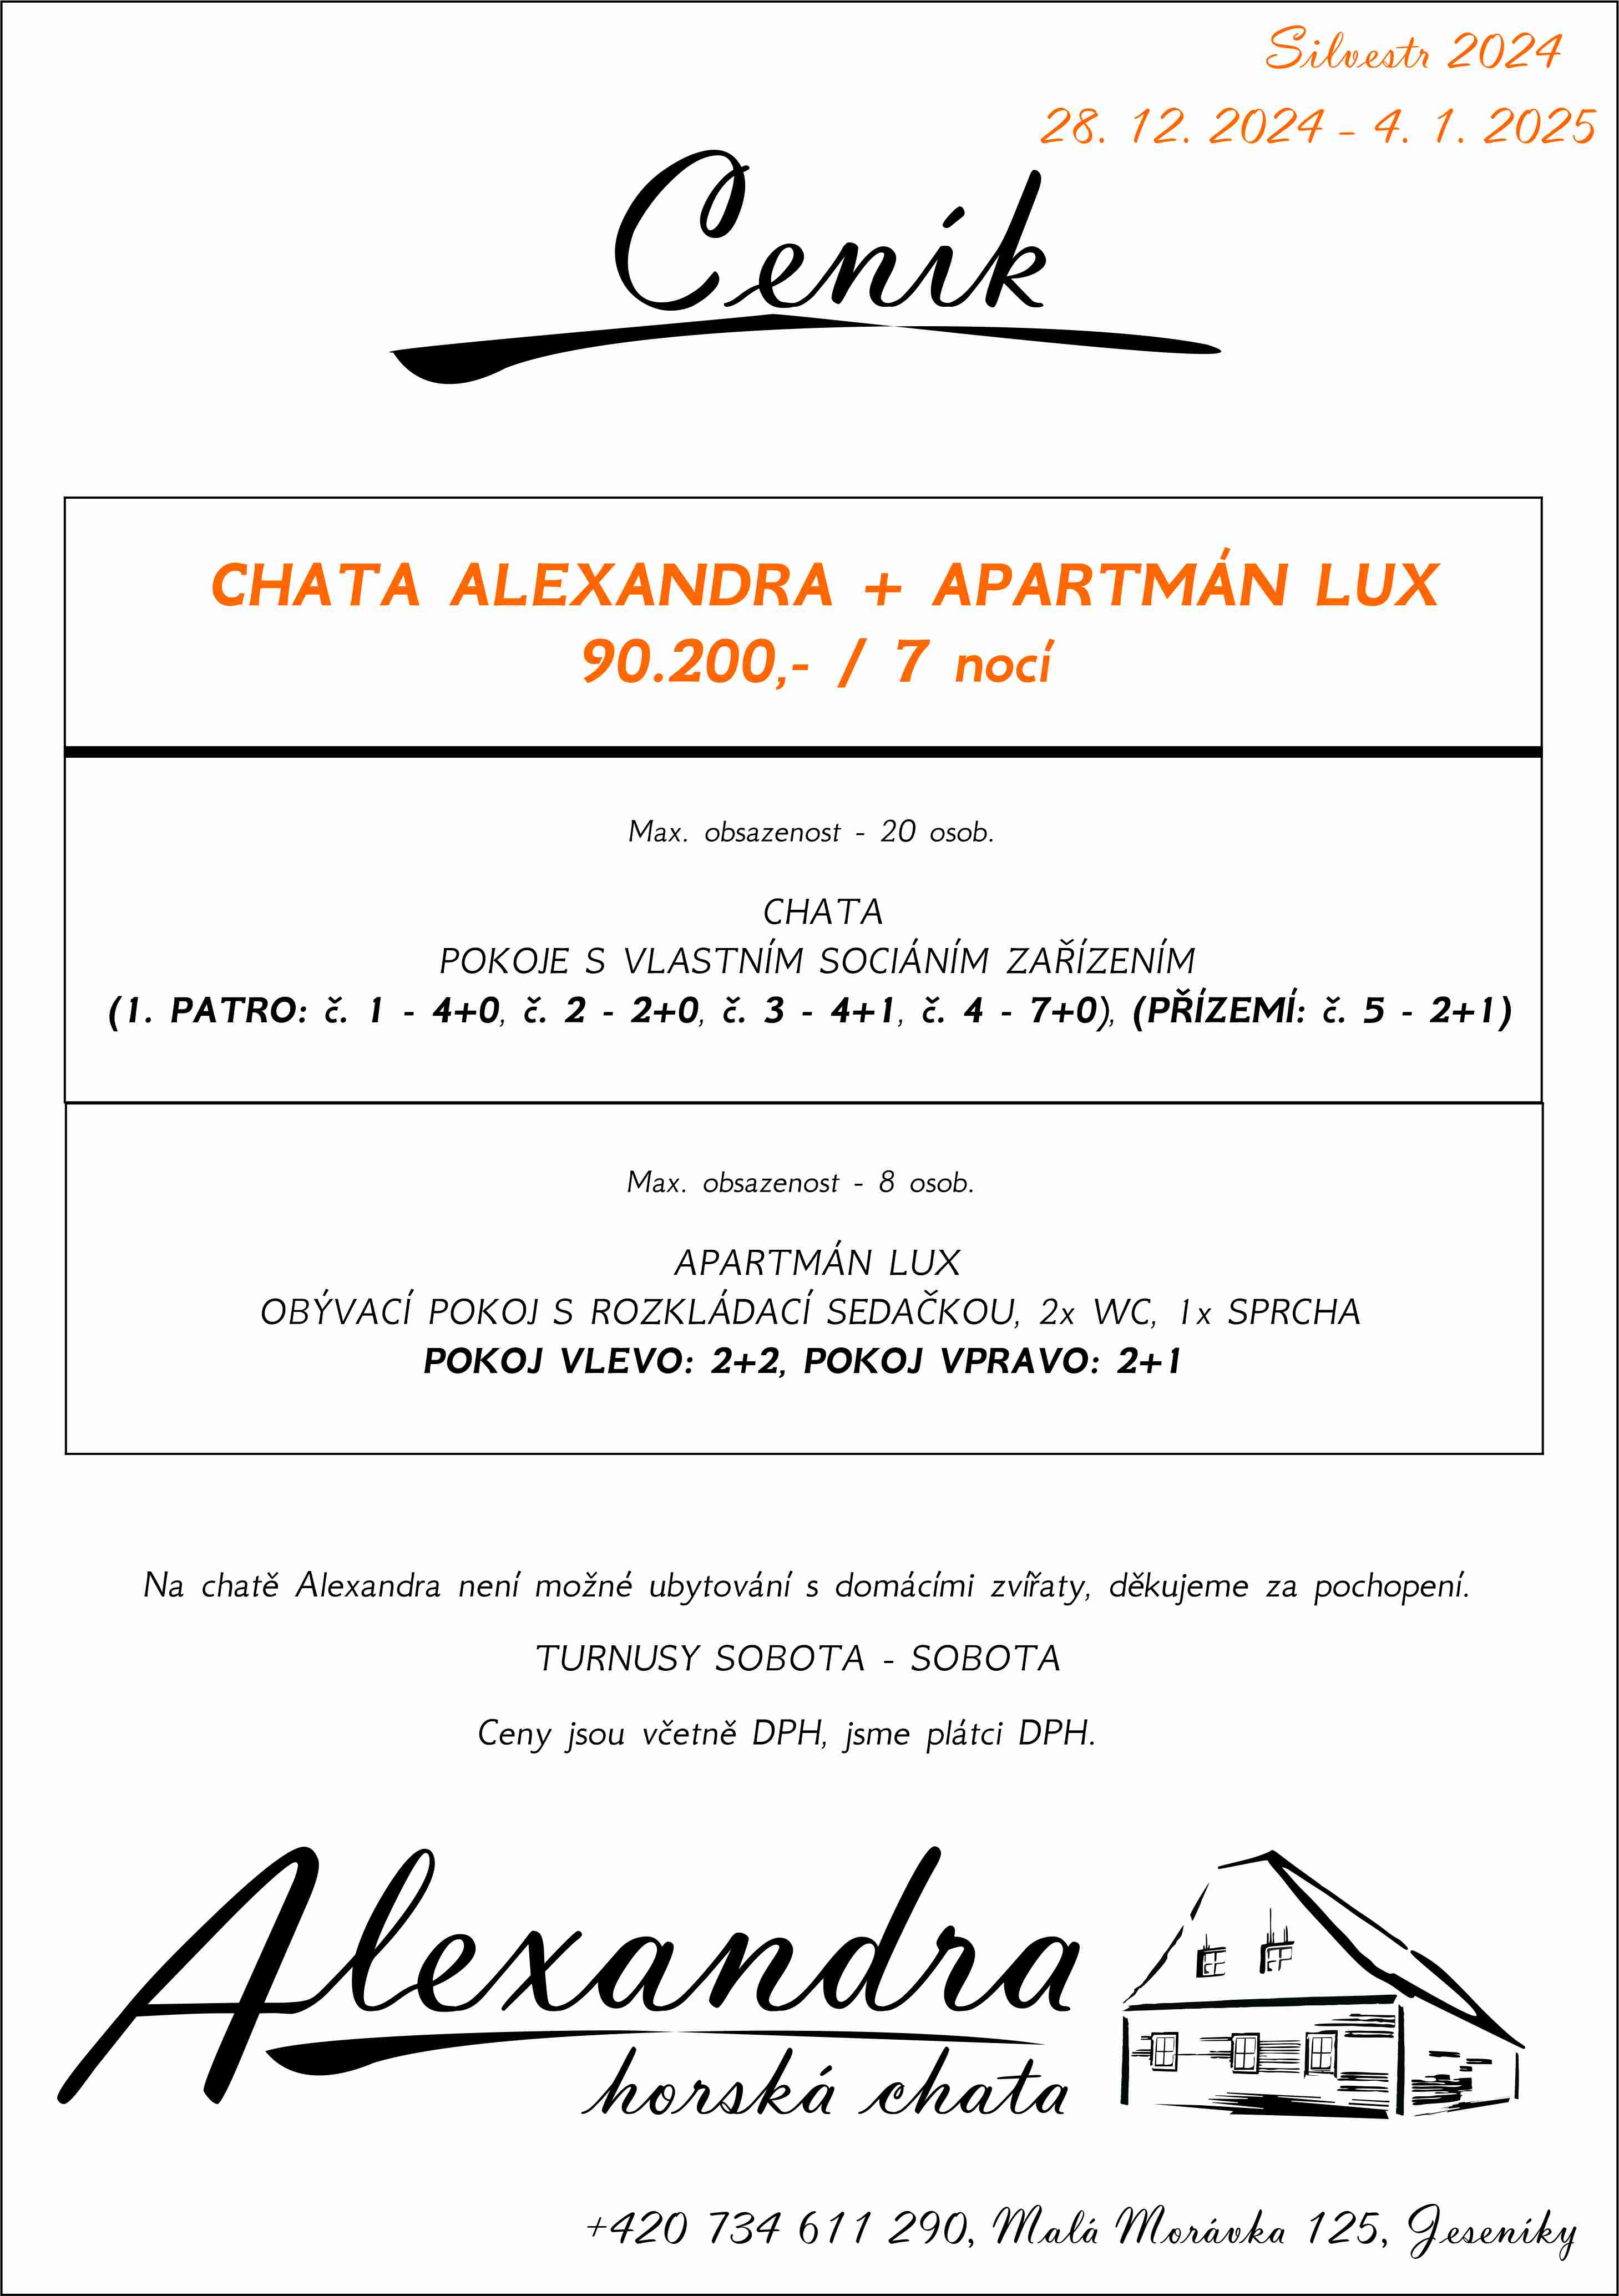 Silvestr 2024
28. 12. 2024 - 4. 1. 2025
Ceník
CHATA ALEXANDRA + APARTMÁN LUX
90.200,- / 7 nocí
Max. obsazenost - 20 osob.
CHATA
POKOJE S VLASTNÍM SOCIÁNÍM ZAŘÍZENÍM
(1. PATRO: č. 1 - 4+0, č. 2 - 2+0, č. 3 - 4+1, č. 4 - 7+0), (PŘÍZEMÍ: č. 5 - 2+1)
Max. obsazenost - 8 osob.
APARTMÁN LUX
OBÝVACÍ POKOJ S ROZKLÁDACÍ SEDAČKOU, 2x WC, 1x SPRCHA
POKOJ VLEVO: 2+2, POKOJ VPRAVO: 2+1
Na chatě Alexandra není možné ubytování s domácími zvířaty, děkujeme za pochopení.
TURNUSY SOBOTA - SOBOTA
Ceny jsou včetně DPH, jsme plátci DPH.
Alexandra
horská chata
+420 734 611 290, Malá Morávka 125, Jeseníky